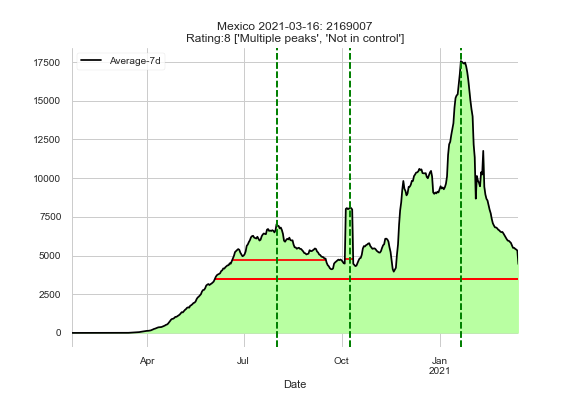 Mexico 2021-03-16: 2169007
Rating:8 ['Multiple peaks', 'Not in control']
Average-7d
17500
15000
12500
10000
7500
5000
2500
0
Apr
Jul
Oct
Jan
2021
Date